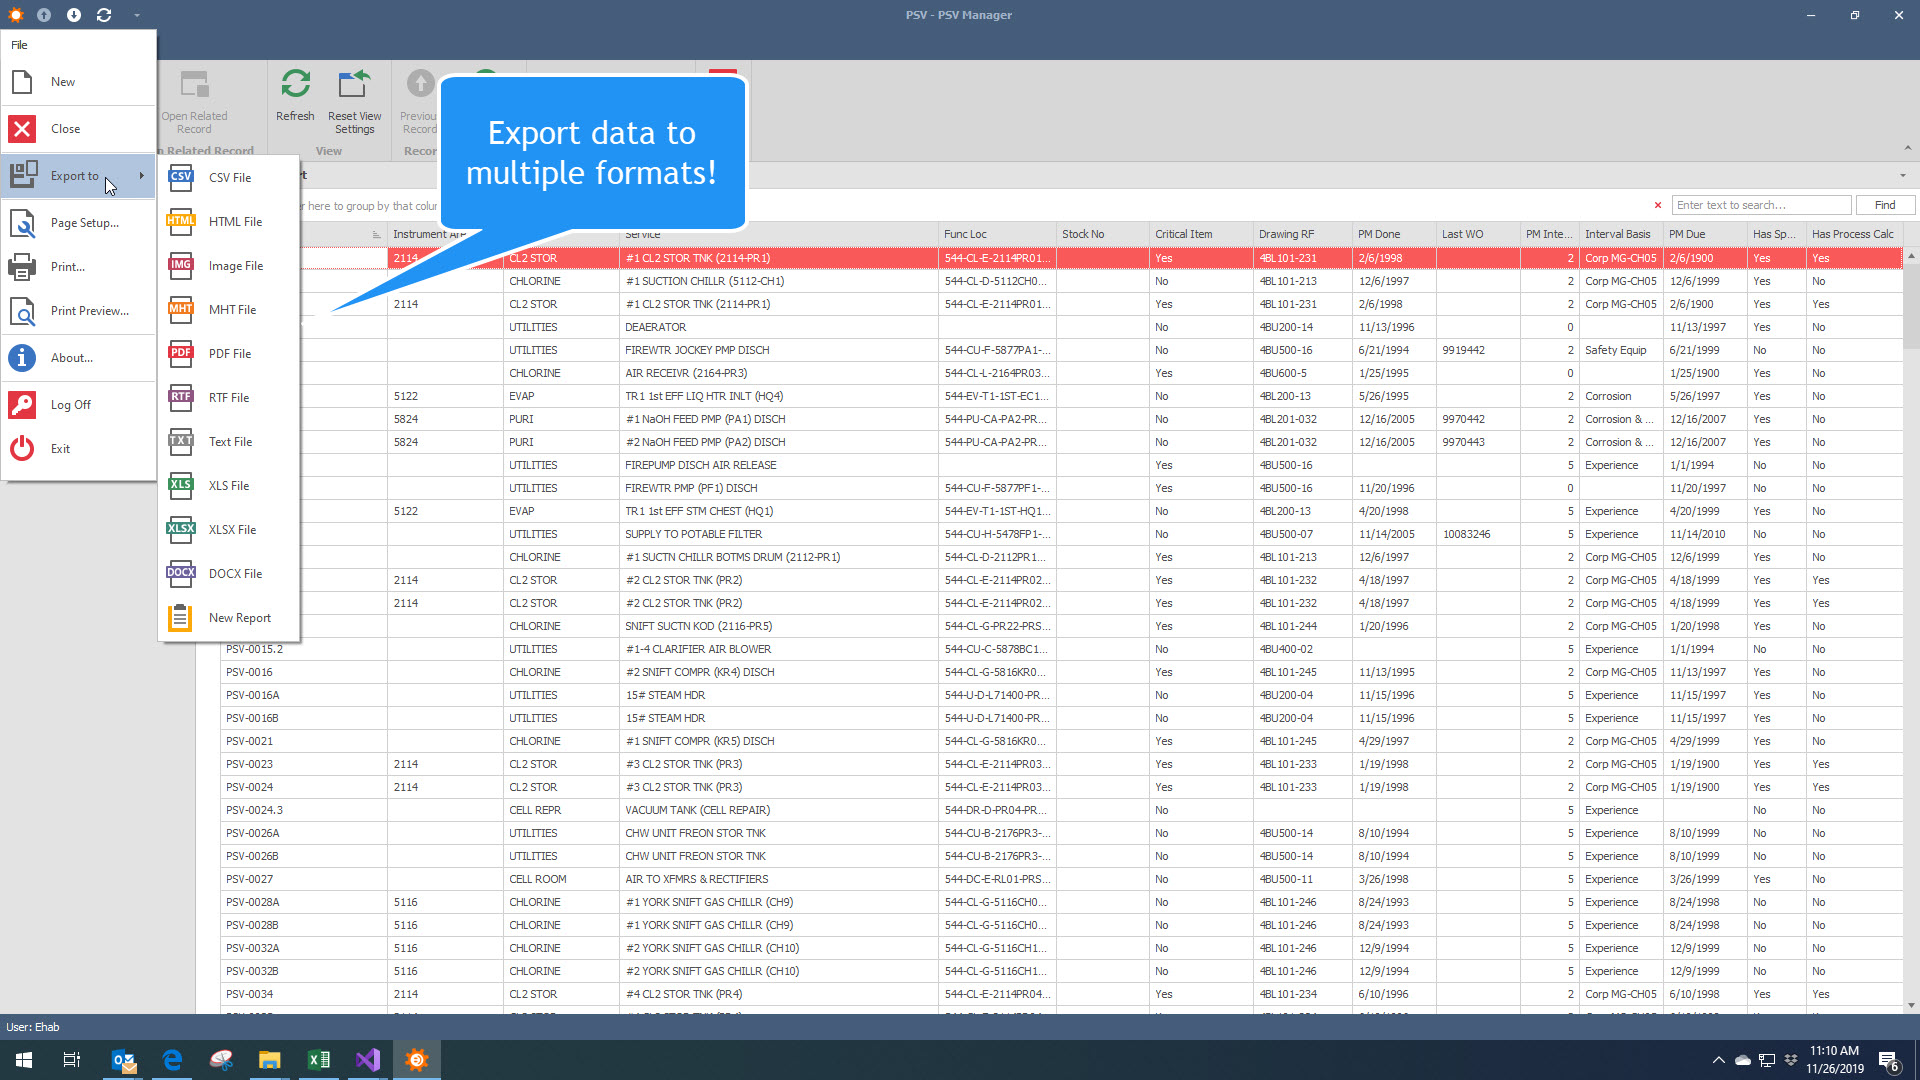 PSV - PSV Manager
File
New
Close
Export to
Page Setup...
Print...
Print Preview...
About...
Log Off
Exit
CSV CSV File
HTML HTML File
IMG Image File
MHT MHT File
PDF PDF File
RTF RTF File
TXT Text File
XLS XLS File
XLSX XLSX File
DOCX DOCX File
New Report
Open Related Record
Related Record
Refresh
Reset View Settings
View
Export data to
multiple formats!
here to group by that
Enter text to search... Find
Service Func Loc Stock No Critical Item Drawing RF PM Done Last WO PM Inte... Interval Basis PM Due Has Sp... Has Process Calc
2114 CL2 STOR #1 CL2 STOR TNK (2114-PR1) 544-CL-E-2114PR01... Yes 4BL101-231 2/6/1998 2 Corp MG-CH05 2/6/1900 Yes Yes
CHLORINE #1 SUCTION CHILLR (5112-CH1) 544-CL-D-5112CH0... No 4BL101-213 12/6/1997 2 Corp MG-CH05 12/6/1999 Yes No
2114 CL2 STOR #1 CL2 STOR TNK (2114-PR1) 544-CL-E-2114PR01... Yes 4BL101-231 2/6/1998 2 Corp MG-CH05 2/6/1900 Yes Yes
UTILITIES DEAERATOR No 4BU200-14 11/13/1996 0 11/13/1997 Yes No
UTILITIES FIREWTR JOCKEY PMP DISCH 544-CU-F-5877PA1-... No 4BU500-16 6/21/1994 9919442 2 Safety Equip 6/21/1999 No No
CHLORINE AIR RECEIVR (2164-PR3) 544-CL-L-2164PR03... Yes 4BU600-5 1/25/1995 0 1/25/1900 Yes No
5122 EVAP TR1 1st EFF LIQ HTR INLT (HQ4) 544-EV-T1-1ST-EC1... No 4BL200-13 5/26/1995 2 Corrosion 5/26/1997 Yes No
5824 PURI #1 NaOH FEED PMP (PA1) DISCH 544-PU-CA-PA2-PR... No 4BL201-032 12/16/2005 9970442 2 Corrosion & ... 12/16/2007 Yes No
5824 PURI #2 NaOH FEED PMP (PA2) DISCH 544-PU-CA-PA2-PR... No 4BL201-032 12/16/2005 9970443 2 Corrosion & ... 12/16/2007 Yes No
UTILITIES FIREPUMP DISCH AIR RELEASE Yes 4BU500-16 5 Experience 1/1/1994 No No
UTILITIES FIREWTR PMP (PF1) DISCH 544-CU-F-5877PF1-... Yes 4BU500-16 11/20/1996 0 11/20/1997 No No
5122 EVAP TR1 1st EFF STM CHEST (HQ1) 544-EV-T1-1ST-HQ1... Yes 4BL200-13 4/20/1998 5 Experience 4/20/1999 Yes No
UTILITIES SUPPLY TO POTABLE FILTER 544-CU-H-5478FP1-... No 4BU500-07 11/14/2005 10083246 5 Experience 11/14/2010 No No
CHLORINE #1 SUCTN CHILLR BOTMS DRUM (2112-PR1) 544-CL-D-2112PR1... Yes 4BL101-213 12/6/1997 2 Corp MG-CH05 12/6/1999 Yes No
2114 CL2 STOR #2 CL2 STOR TNK (PR2) 544-CL-E-2114PR02... Yes 4BL101-232 4/18/1997 2 Corp MG-CH05 4/18/1999 Yes Yes
2114 CL2 STOR #2 CL2 STOR TNK (PR2) 544-CL-E-2114PR02... Yes 4BL101-232 4/18/1997 2 Corp MG-CH05 4/18/1999 Yes Yes
CHLORINE SNIFT SUCTN KOD (2116-PR5) 544-CL-G-PR22-PRS... Yes 4BL101-244 1/20/1996 2 Corp MG-CH05 1/20/1998 Yes No
PSV-0015.2 UTILITIES #1-4 CLARIFIER AIR BLOWER 544-CU-C-5878BC1... No 4BU400-02 5 Experience 1/1/1994 No No
PSV-0016 CHLORINE #2 SNIFT COMPR (KR4) DISCH 544-CL-G-5816KR0... Yes 4BL101-245 11/13/1995 2 Corp MG-CH05 11/13/1997 Yes No
PSV-0016A UTILITIES 15# STEAM HDR 544-U-D-L71400-PR... No 4BU200-04 11/15/1996 5 Experience 11/15/1997 Yes No
PSV-0016B UTILITIES 15# STEAM HDR 544-U-D-L71400-PR... No 4BU200-04 11/15/1996 5 Experience 11/15/1997 Yes No
PSV-0021 CHLORINE #1 SNIFT COMPR (KR5) DISCH 544-CL-G-5816KR0... Yes 4BL101-245 4/29/1997 2 Corp MG-CH05 4/29/1999 Yes No
PSV-0023 2114 CL2 STOR #3 CL2 STOR TNK (PR3) 544-CL-E-2114PR03... Yes 4BL101-233 1/19/1998 2 Corp MG-CH05 1/19/1900 Yes Yes
PSV-0024 2114 CL2 STOR #3 CL2 STOR TNK (PR3) 544-CL-E-2114PR03... Yes 4BL101-233 1/19/1998 2 Corp MG-CH05 1/19/1900 Yes Yes
PSV-0024.3 CELL REPR VACUUM TANK (CELL REPAIR) 544-DR-D-PR04-PR... No 5 Experience No No
PSV-0026A UTILITIES CHW UNIT FREON STOR TNK 544-CU-B-2176PR3-... No 4BU500-14 8/10/1994 5 Experience 8/10/1999 No No
PSV-0026B UTILITIES CHW UNIT FREON STOR TNK 544-CU-B-2176PR3-... No 4BU500-14 8/10/1994 5 Experience 8/10/1999 No No
PSV-0027 CELL ROOM AIR TO XFMRS & RECTIFIERS 544-DC-E-RL01-PRS... No 4BU500-11 3/26/1998 5 Experience 3/26/1999 Yes No
PSV-0028A 5116 CHLORINE #1 YORK SNIFT GAS CHILLR (CH9) 544-CL-G-5116CH0... No 4BL101-246 8/24/1993 5 Experience 8/24/1998 No No
PSV-0028B 5116 CHLORINE #1 YORK SNIFT GAS CHILLR (CH9) 544-CL-G-5116CH0... No 4BL101-246 8/24/1993 5 Experience 8/24/1998 No No
PSV-0032A 5116 CHLORINE #2 YORK SNIFT GAS CHILLR (CH10) 544-CL-G-5116CH1... No 4BL101-246 12/9/1994 5 Experience 12/9/1999 No No
PSV-0032B 5116 CHLORINE #2 YORK SNIFT GAS CHILLR (CH10) 544-CL-G-5116CH1... No 4BL101-246 12/9/1994 5 Experience 12/9/1999 No No
PSV-0034 2114 CL2 STOR #4 CL2 STOR TNK (PR4) 544-CL-E-2114PR04... Yes 4BL101-234 6/10/1996 2 Corp MG-CH05 6/10/1998 Yes Yes
User: Ehab
11:10 AM
11/26/2019
6